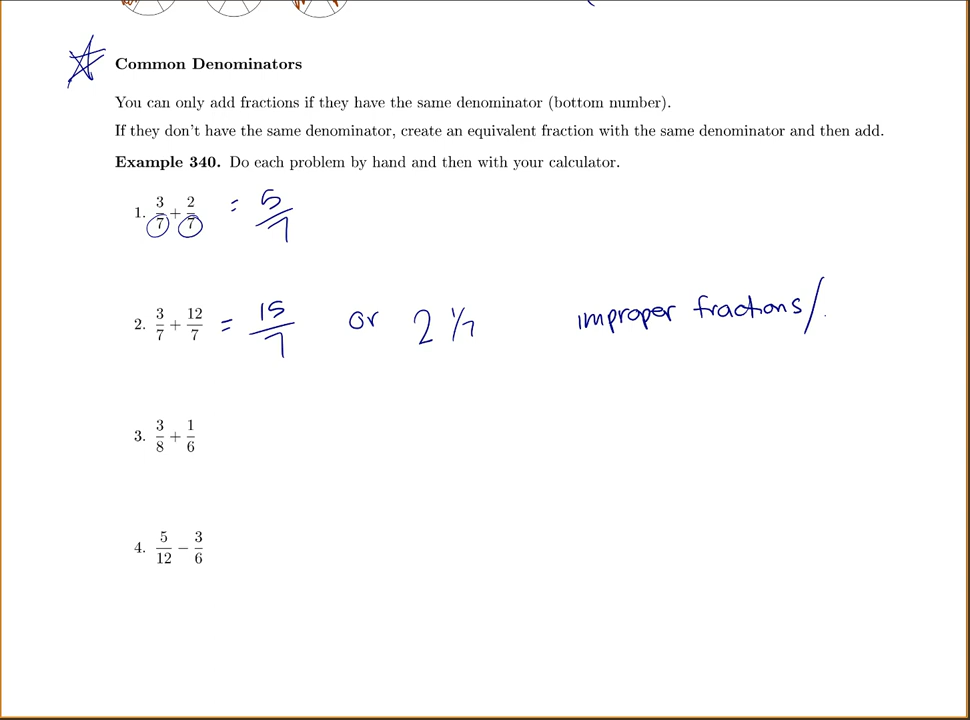 Common Denominators
You can only add fractions if they have the same denominator (bottom number).
If they don't have the same denominator, create an equivalent fraction with the same denominator and then add.
Example 340. Do each problem by hand and then with your calculator.
1. 3/7 + 2/7 = 5/7
2. 3/7 + 12/7 = 15/7 or 2 1/7 improper fractions/
3. 3/8 + 1/6
4. 5/12 − 3/6